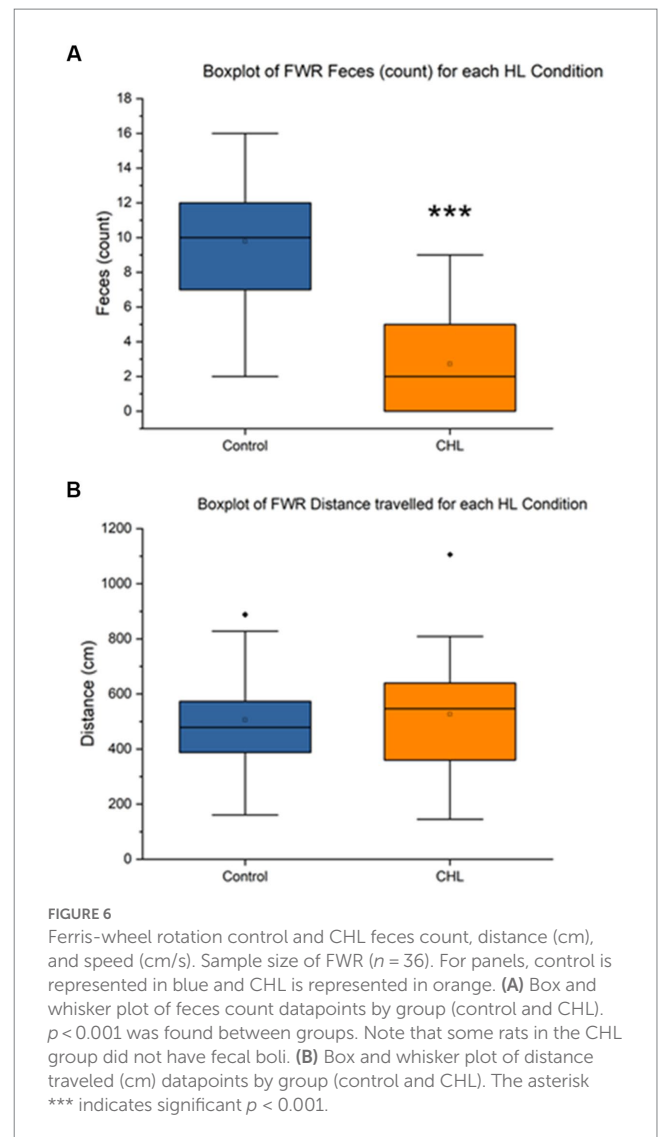 A
Boxplot of FWR Feces (count) for each HL Condition
Feces (count)
18
16
14
12
10
8
6
4
2
0
***
Control
CHL
B
Boxplot of FWR Distance travelled for each HL Condition
Distance (cm)
1200
1000
800
600
400
200
0
Control
CHL
FIGURE 6
Ferris-wheel rotation control and CHL feces count, distance (cm),
and speed (cm/s). Sample size of FWR (n = 36). For panels, control is
represented in blue and CHL is represented in orange. (A) Box and
whisker plot of feces count datapoints by group (control and CHL).
p < 0.001 was found between groups. Note that some rats in the CHL
group did not have fecal boli. (B) Box and whisker plot of distance
traveled (cm) datapoints by group (control and CHL). The asterisk
*** indicates significant p < 0.001.